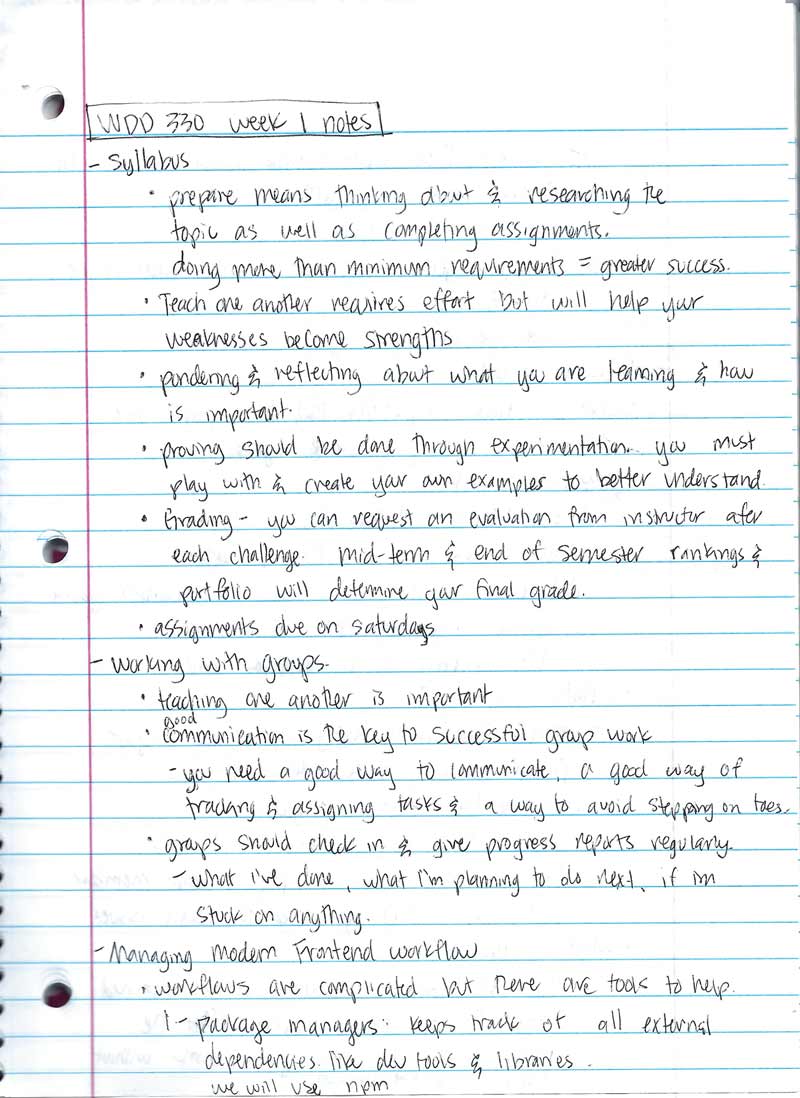 WDD 330 week 1 notes
- Syllabus
• prepare means thinking about & researching the
topic as well as completing assignments.
doing more than minimum requirements = greater success.
• Teach one another requires effort but will help your
weaknesses become strengths
• pondering & reflecting about what you are learning & how
is important.
• proving should be done through experimentation. you must
play with & create your own examples to better understand.
• Grading - you can request an evaluation from instructor after
each challenge. mid-term & end of semester rankings &
portfolio will determine your final grade.
• assignments due on saturdays
- Working with groups.
• teaching one another is important
• good communication is the key to successful group work
- you need a good way to communicate, a good way of
tracking & assigning tasks & a way to avoid stepping on toes.
• groups should check in & give progress reports regularly.
- what I've done, what I'm planning to do next, if im
stuck on anything.
- Managing modern Frontend workflow
• workflows are complicated but there are tools to help.
1- package managers: keeps track of all external
dependencies like dev tools & libraries.
we will use npm